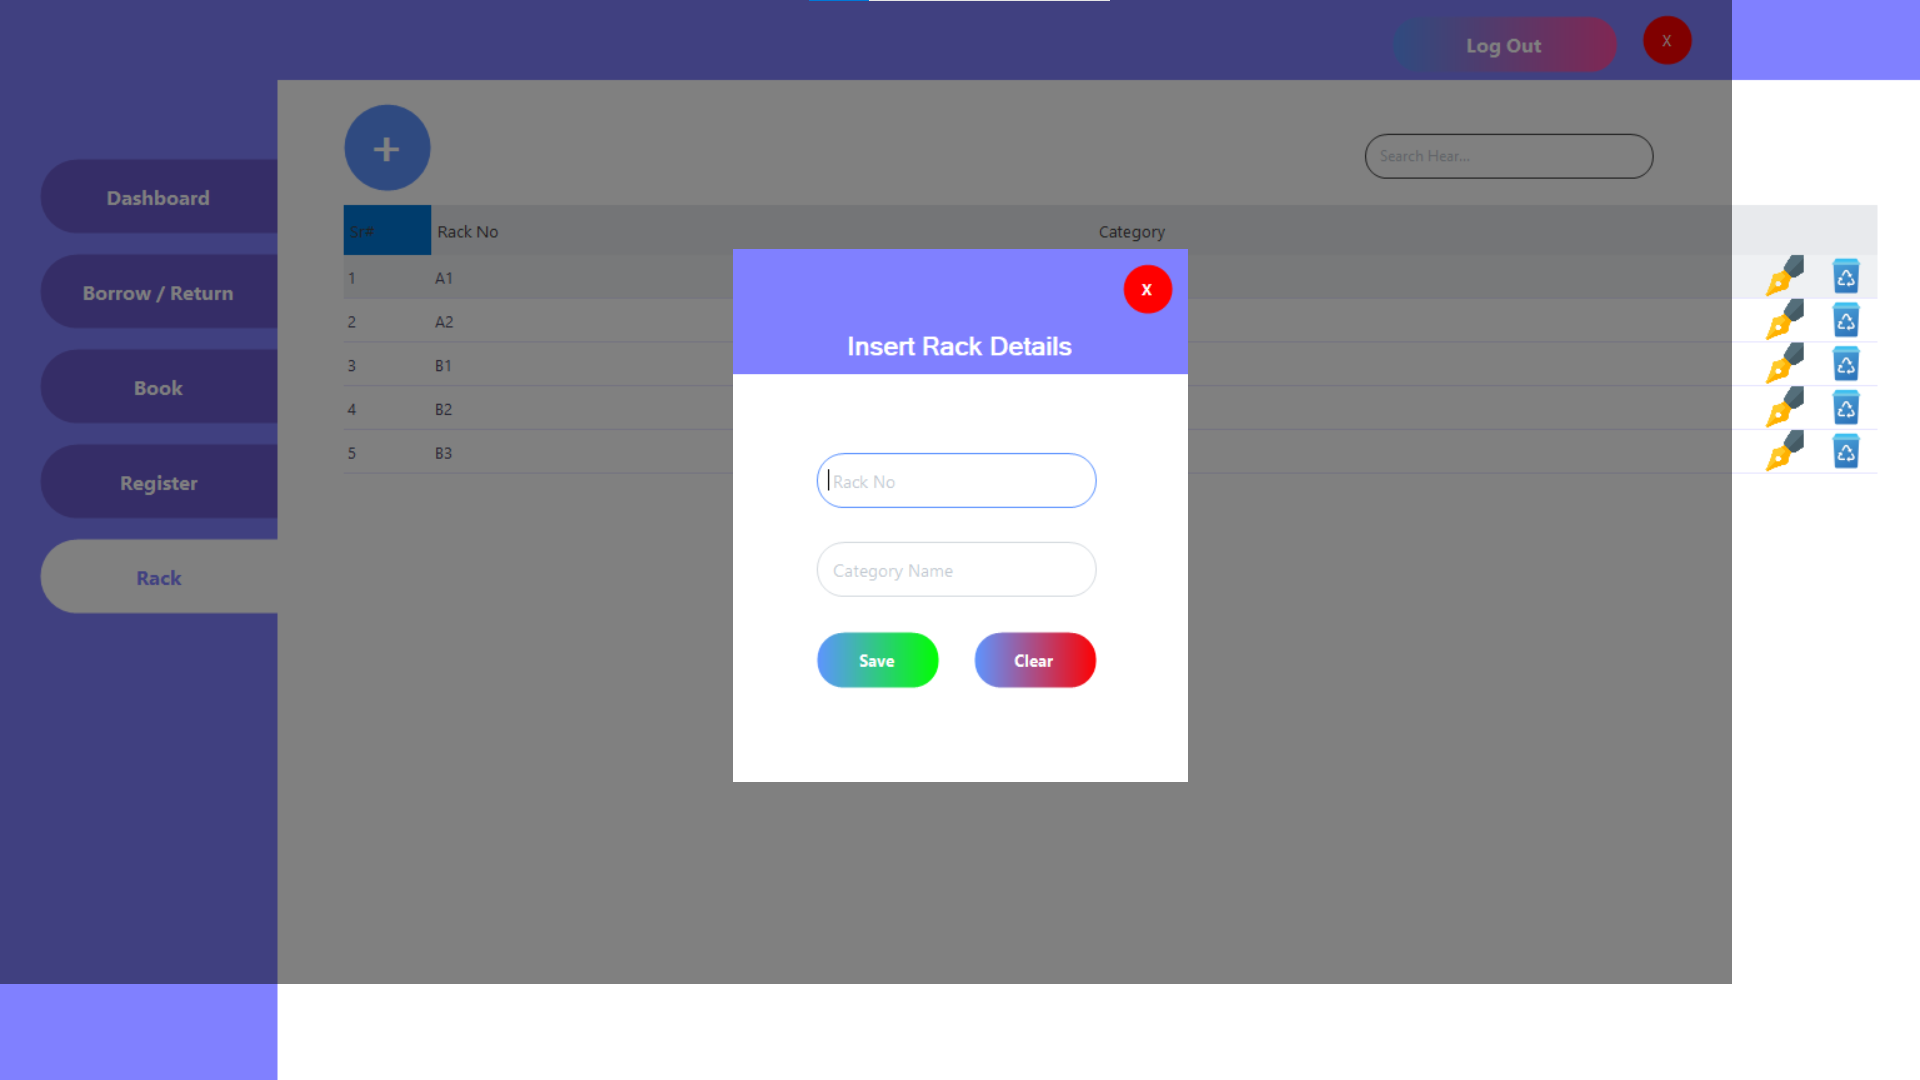 Log Out
X
+
Search Hear...
Dashboard
Borrow / Return
Book
Register
Rack
Sr# Rack No Category
1 A1
2 A2
3 B1
4 B2
5 B3
X
Insert Rack Details
Rack No
Category Name
Save Clear